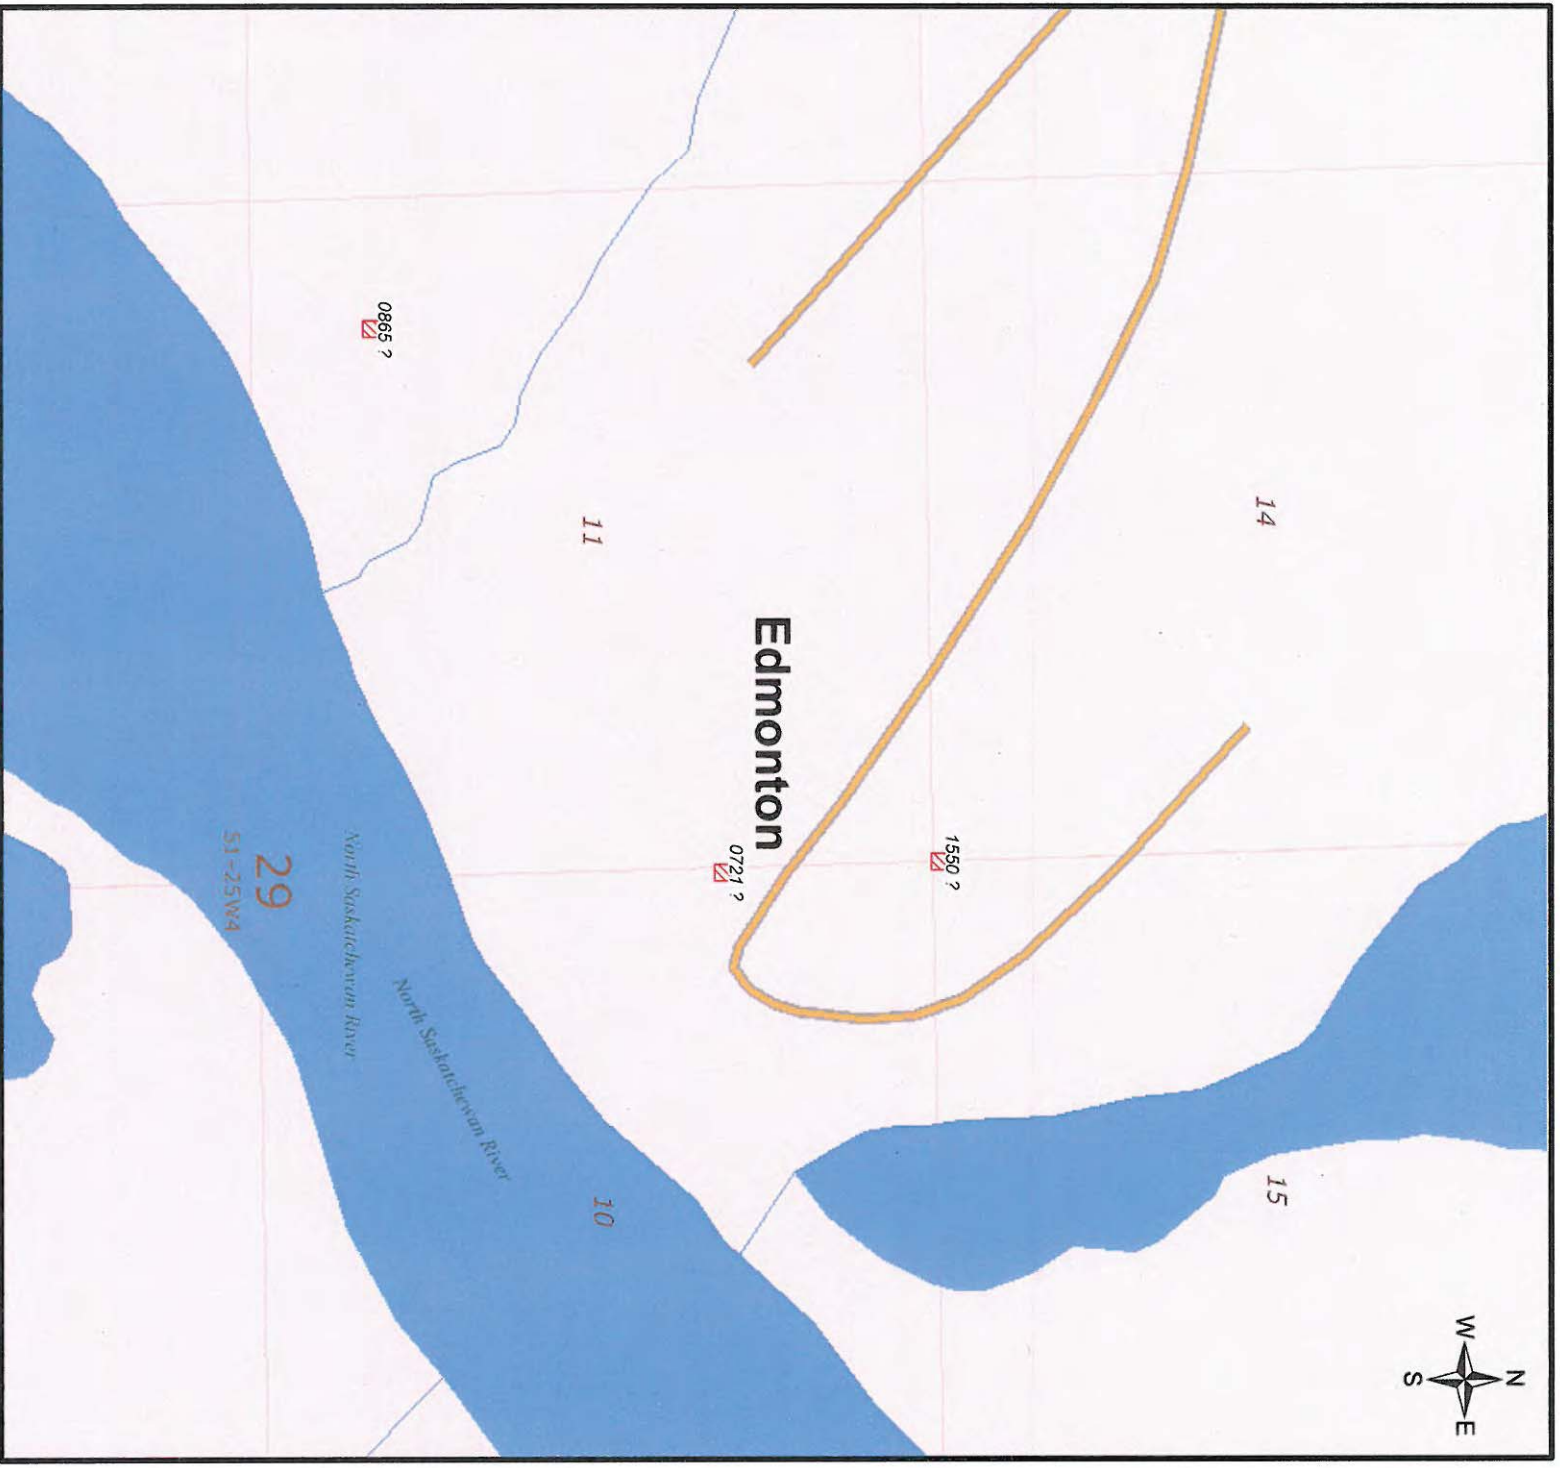 N
W E
S
14
15
1550 ?
Edmonton
0721 ?
11
10
0865 ?
North Saskatchewan River
North Saskatchewan River
29
51-25W4